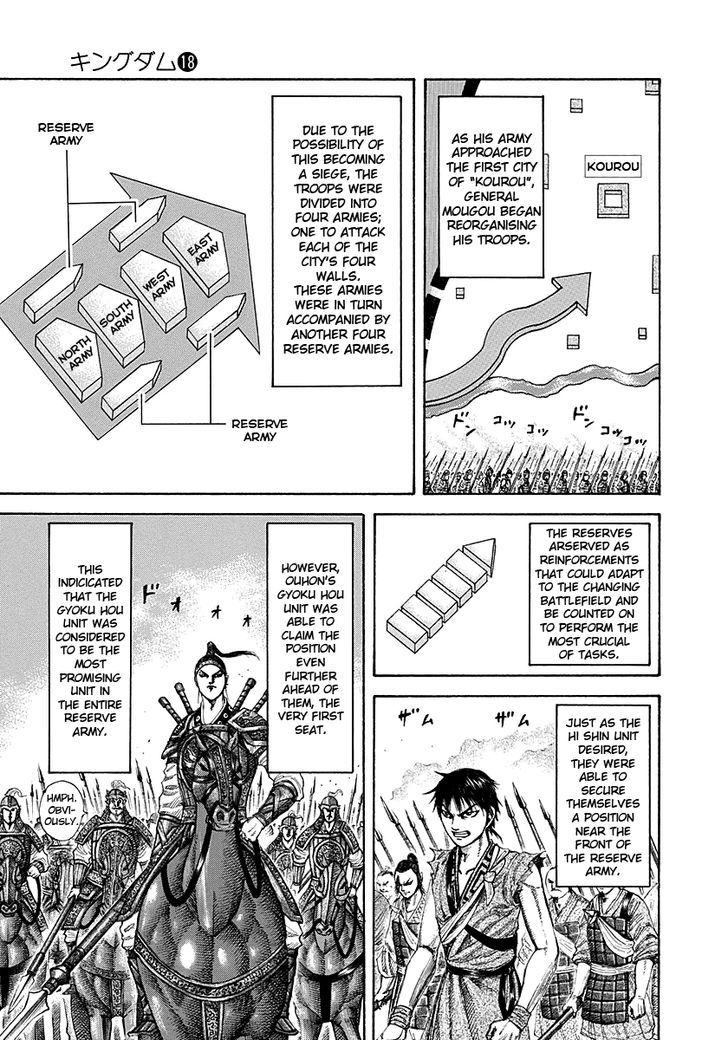 キングダム⓲
AS HIS ARMY
APPROACHED
THE FIRST CITY
OF "KOUROU",
GENERAL
MOUGOU BEGAN
REORGANISING
HIS TROOPS.
KOUROU
ドン
コッ
コッ
ドン
コッ
コッ
DUE TO THE
POSSIBILITY OF
THIS BECOMING
A SIEGE, THE
TROOPS WERE
DIVIDED INTO
FOUR ARMIES;
ONE TO ATTACK
EACH OF THE
CITY'S FOUR
WALLS.
THESE ARMIES
WERE IN TURN
ACCOMPANIED BY
ANOTHER FOUR
RESERVE ARMIES.
RESERVE
ARMY
EAST
ARMY
WEST
ARMY
SOUTH
ARMY
NORTH
ARMY
RESERVE
ARMY
THE RESERVES
ARSERVED AS
REINFORCEMENTS
THAT COULD ADAPT
TO THE CHANGING
BATTLEFIELD AND
BE COUNTED ON
TO PERFORM THE
MOST CRUCIAL
OF TASKS.
JUST AS THE
HI SHIN UNIT
DESIRED,
THEY WERE
ABLE TO
SECURE
THEMSELVES
A POSITION
NEAR THE
FRONT OF
THE RESERVE
ARMY.
ザム
ザム
HOWEVER,
OUHON'S
GYOKU HOU
UNIT WAS
ABLE TO
CLAIM THE
POSITION
EVEN
FURTHER
AHEAD OF
THEM, THE
VERY FIRST
SEAT.
ドォォ
THIS
INDICICATED
THAT THE
GYOKU HOU
UNIT WAS
CONSIDERED
TO BE THE
MOST
PROMISING
UNIT IN THE
ENTIRE
RESERVE
ARMY.
HMPH.
OBVI-
OUSLY...